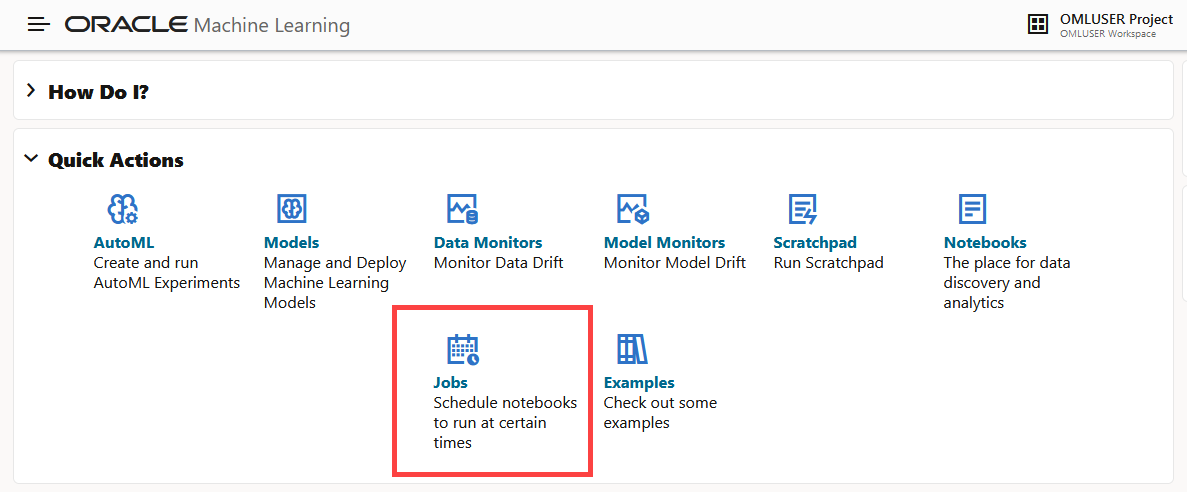 ORACLE Machine Learning
OMLUSER Project
OMLUSER Workspace
How Do I?
Quick Actions
AutoML
Create and run
AutoML Experiments
Models
Manage and Deploy
Machine Learning
Models
Data Monitors
Monitor Data Drift
Model Monitors
Monitor Model Drift
Scratchpad
Run Scratchpad
Notebooks
The place for data
discovery and
analytics
Jobs
Schedule notebooks
to run at certain
times
Examples
Check out some
examples